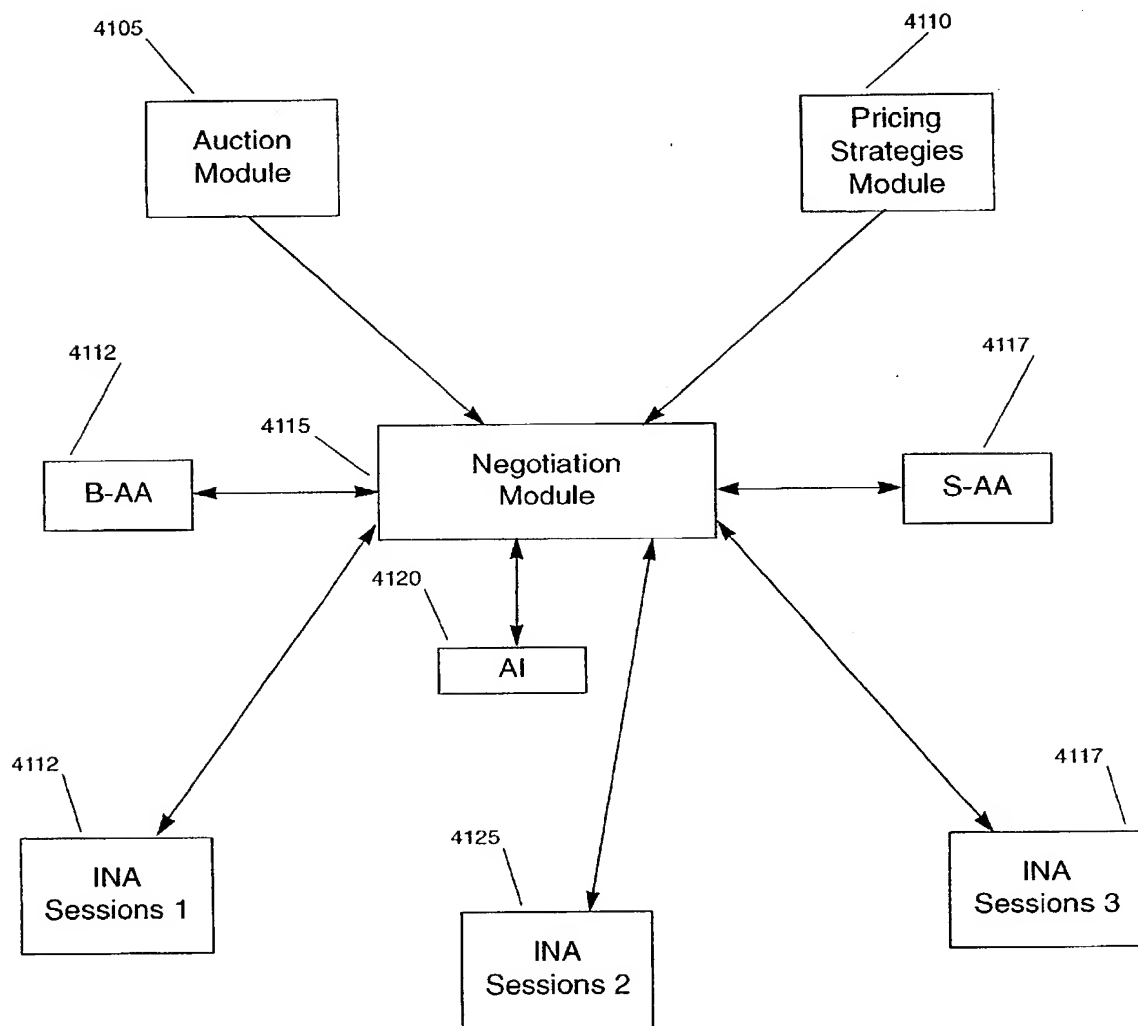 4105
4110
Auction
Module
Pricing
Strategies
Module
4112
4117
4115
B-AA
Negotiation
Module
S-AA
4120
AI
4112
4125
4117
INA
Sessions 1
INA
Sessions 2
INA
Sessions 3